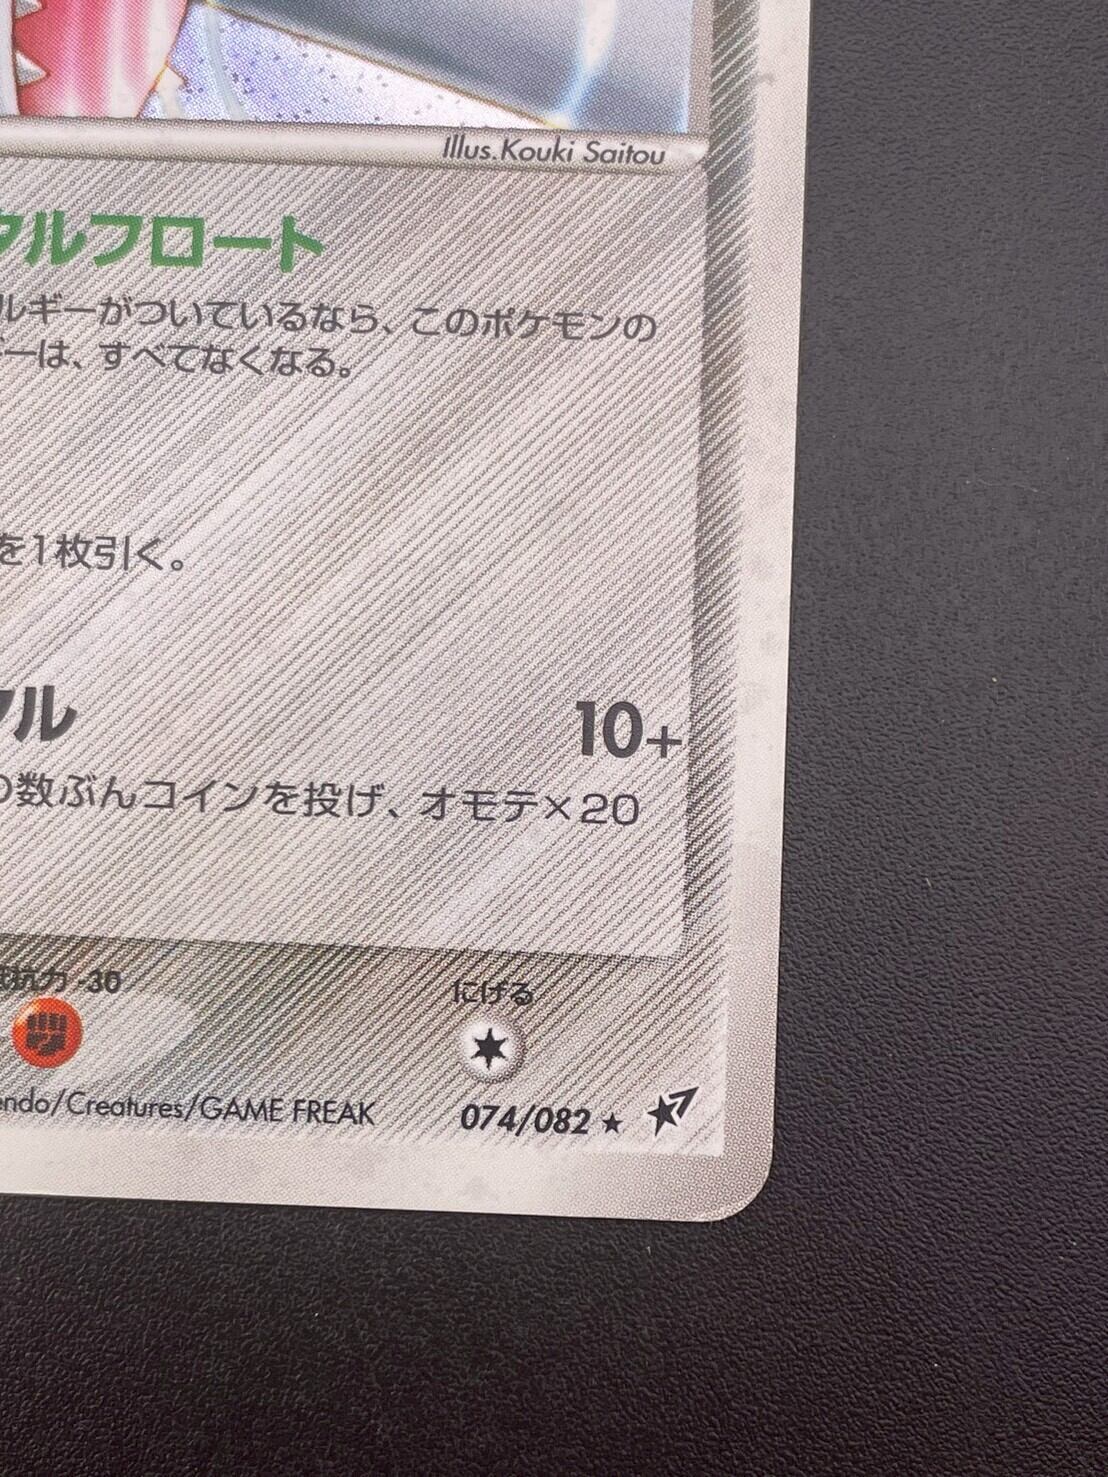 Illus.Kouki Saitou
タルフロート
ルギーがついているなら、このポケモンの
ギーは、すべてなくなる。
を1枚引く。
ル
10+
の数ぶんコインを投げ、オモテ×20
抵抗力 -30
にげる
endo/Creatures/GAME FREAK
074/082 ★